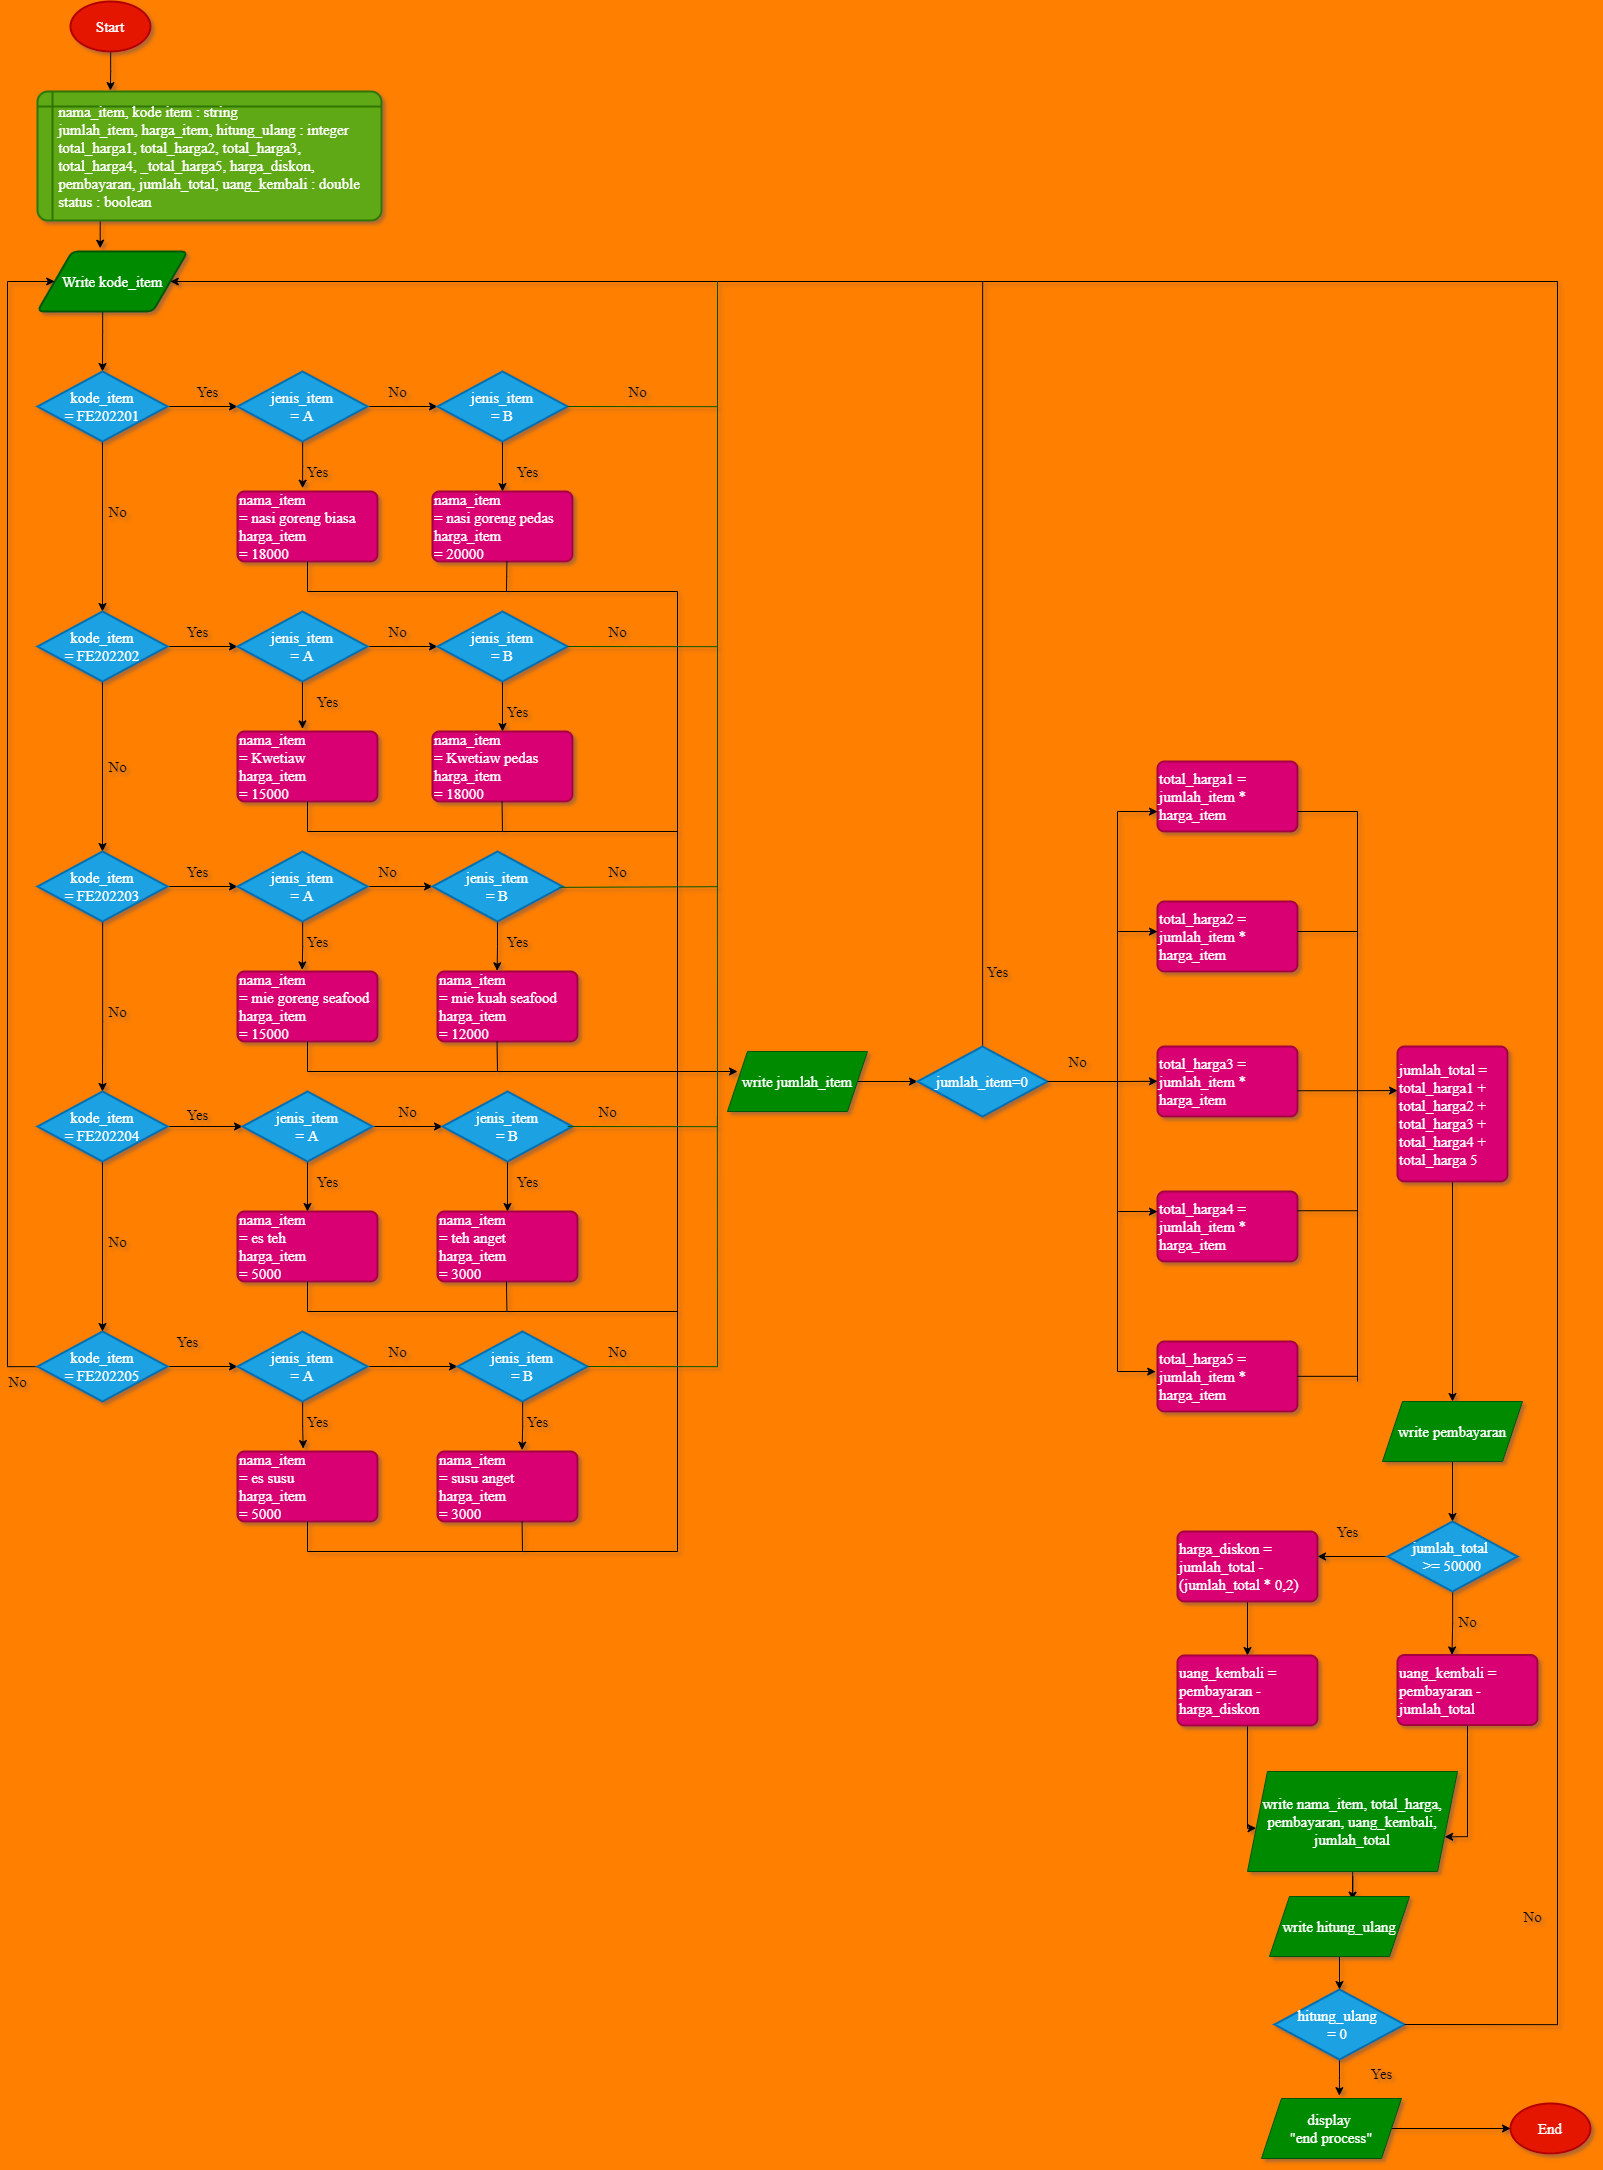 Start
nama_item, kode item : string
jumlah_item, harga_item, hitung_ulang : integer
total_harga1, total_harga2, total_harga3,
total_harga4, _total_harga5, harga_diskon,
pembayaran, jumlah_total, uang_kembali : double
status : boolean
Write kode_item
kode_item
= FE202201
Yes
jenis_item
= A
No
jenis_item
= B
No
Yes
Yes
No
nama_item
= nasi goreng biasa
harga_item
= 18000
nama_item
= nasi goreng pedas
harga_item
= 20000
kode_item
= FE202202
Yes
jenis_item
= A
No
jenis_item
= B
No
Yes
Yes
No
nama_item
= Kwetiaw
harga_item
= 15000
nama_item
= Kwetiaw pedas
harga_item
= 18000
kode_item
= FE202203
Yes
jenis_item
= A
No
jenis_item
= B
No
Yes
Yes
No
nama_item
= mie goreng seafood
harga_item
= 15000
nama_item
= mie kuah seafood
harga_item
= 12000
kode_item
= FE202204
Yes
jenis_item
= A
No
jenis_item
= B
No
Yes
Yes
No
nama_item
= es teh
harga_item
= 5000
nama_item
= teh anget
harga_item
= 3000
kode_item
= FE202205
No
Yes
jenis_item
= A
No
jenis_item
= B
No
Yes
Yes
nama_item
= es susu
harga_item
= 5000
nama_item
= susu anget
harga_item
= 3000
write jumlah_item
jumlah_item=0
Yes
No
total_harga1 =
jumlah_item *
harga_item
total_harga2 =
jumlah_item *
harga_item
total_harga3 =
jumlah_item *
harga_item
total_harga4 =
jumlah_item *
harga_item
total_harga5 =
jumlah_item *
harga_item
jumlah_total =
total_harga1 +
total_harga2 +
total_harga3 +
total_harga4 +
total_harga 5
write pembayaran
jumlah_total
>= 50000
Yes
No
harga_diskon =
jumlah_total -
(jumlah_total * 0,2)
uang_kembali =
pembayaran -
harga_diskon
uang_kembali =
pembayaran -
jumlah_total
write nama_item, total_harga,
pembayaran, uang_kembali,
jumlah_total
write hitung_ulang
No
hitung_ulang
= 0
Yes
display
"end process"
End